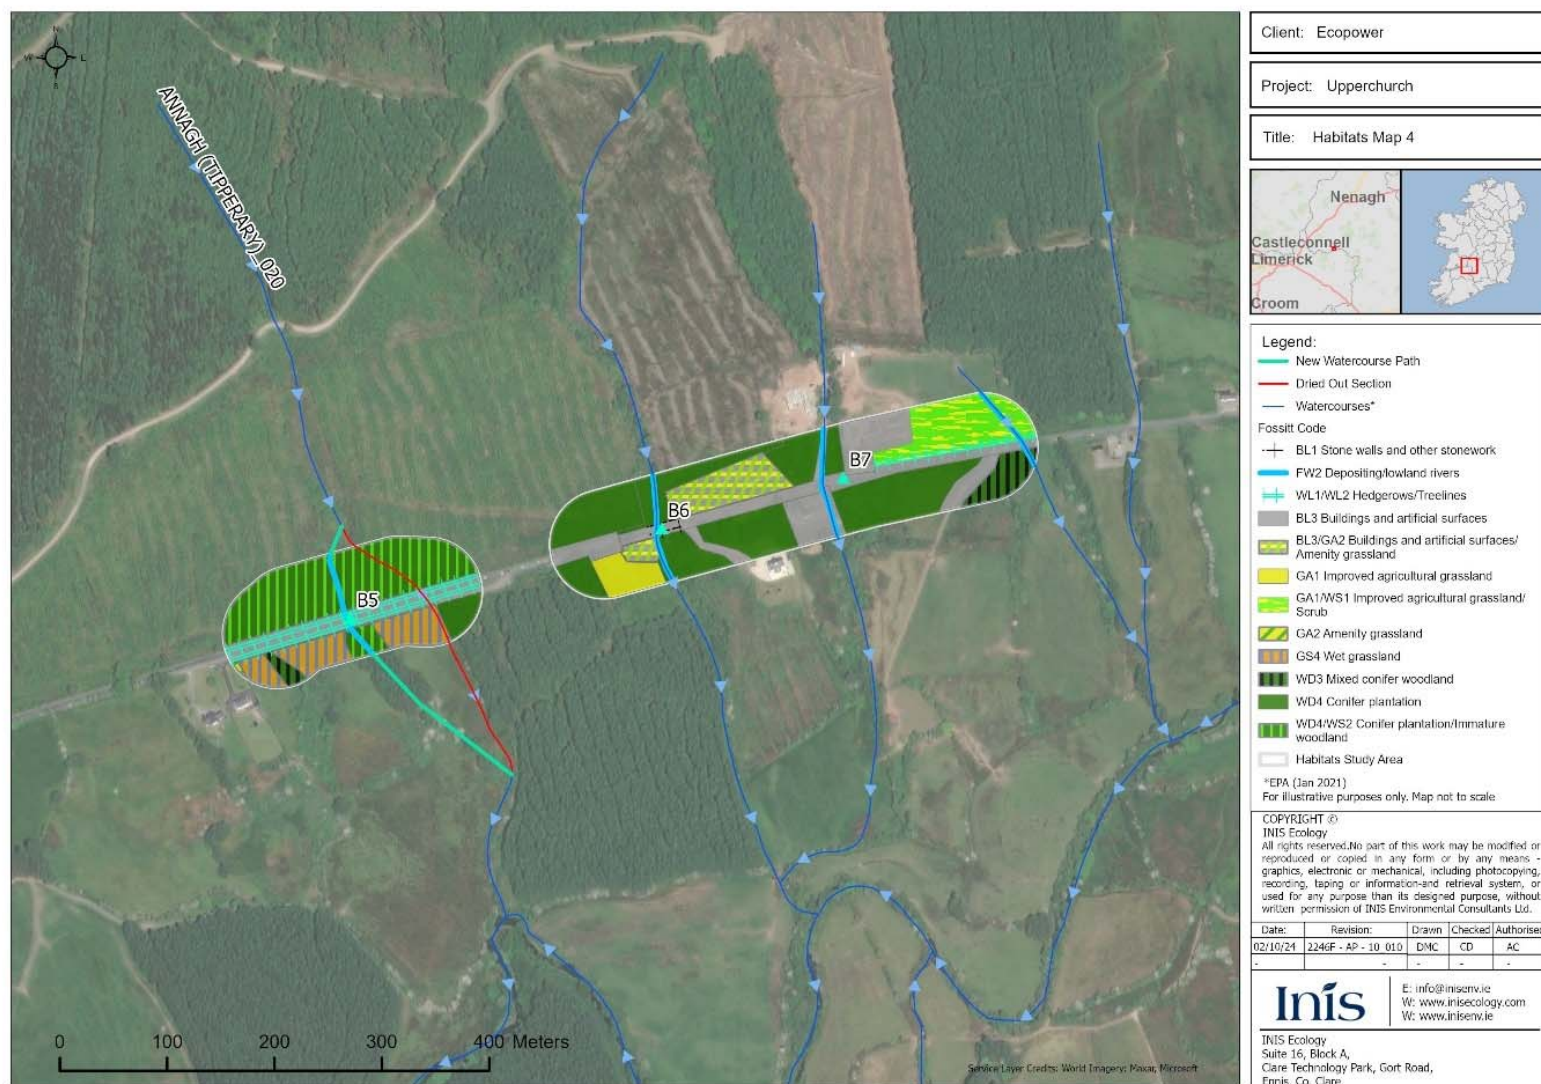 N
W
L
ANNAGH (TIPPERARY)_020
B5
B6
B7
0
100
200
300
400 Meters
Service Layer Credits: World Imagery: Maxar, Microsoft
Client: Ecopower
Project: Upperchurch
Title: Habitats Map 4
Nenagh
Castleconnell
Limerick
Croom
Legend:
New Watercourse Path
Dried Out Section
Watercourses*
Fossitt Code
BL1 Stone walls and other stonework
FW2 Depositing/lowland rivers
WL1/WL2 Hedgerows/Treelines
BL3 Buildings and artificial surfaces
BL3/GA2 Buildings and artificial surfaces/
Amenity grassland
GA1 Improved agricultural grassland
GA1/WS1 Improved agricultural grassland/
Scrub
GA2 Amenity grassland
GS4 Wet grassland
WD3 Mixed conifer woodland
WD4 Conifer plantation
WD4/WS2 Conifer plantation/Immature
woodland
Habitats Study Area
*EPA (Jan 2021)
For illustrative purposes only. Map not to scale
COPYRIGHT ©
INIS Ecology
All rights reserved.No part of this work may be modified or
reproduced or copied in any form or by any means -
graphics, electronic or mechanical, including photocopying,
recording, taping or information-and retrieval system, or
used for any purpose than its designed purpose, without
written permission of INIS Environmental Consultants Ltd.
Date: Revision: Drawn Checked Authorised
02/10/24 2246F - AP - 10_010 DMC CD AC
- - - - -
Inis
E: info@inisenv.ie
W: www.inisecology.com
W: www.inisenv.ie
INIS Ecology
Suite 16, Block A,
Clare Technology Park, Gort Road,
Ennis, Co. Clare